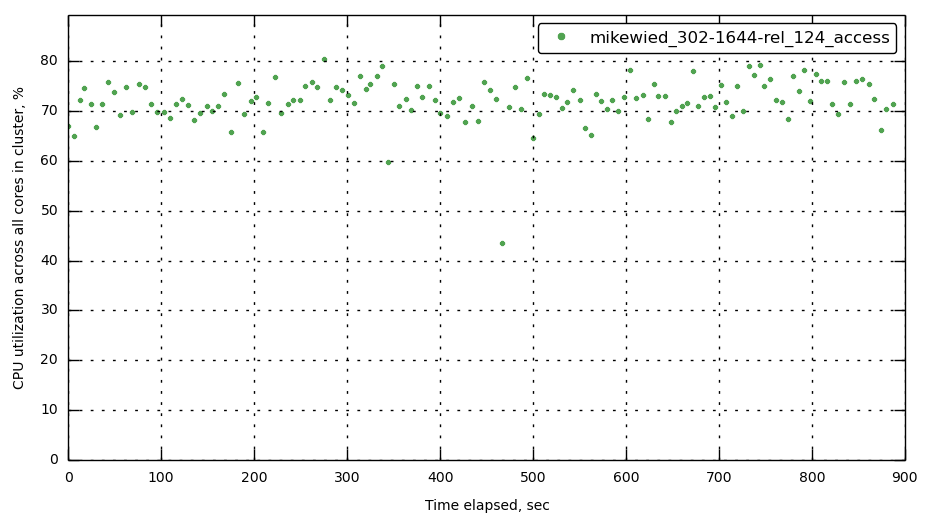 mikewied_302-1644-rel_124_access
CPU utilization across all cores in cluster, %
80
70
60
50
40
30
20
10
0
0 100 200 300 400 500 600 700 800 900
Time elapsed, sec